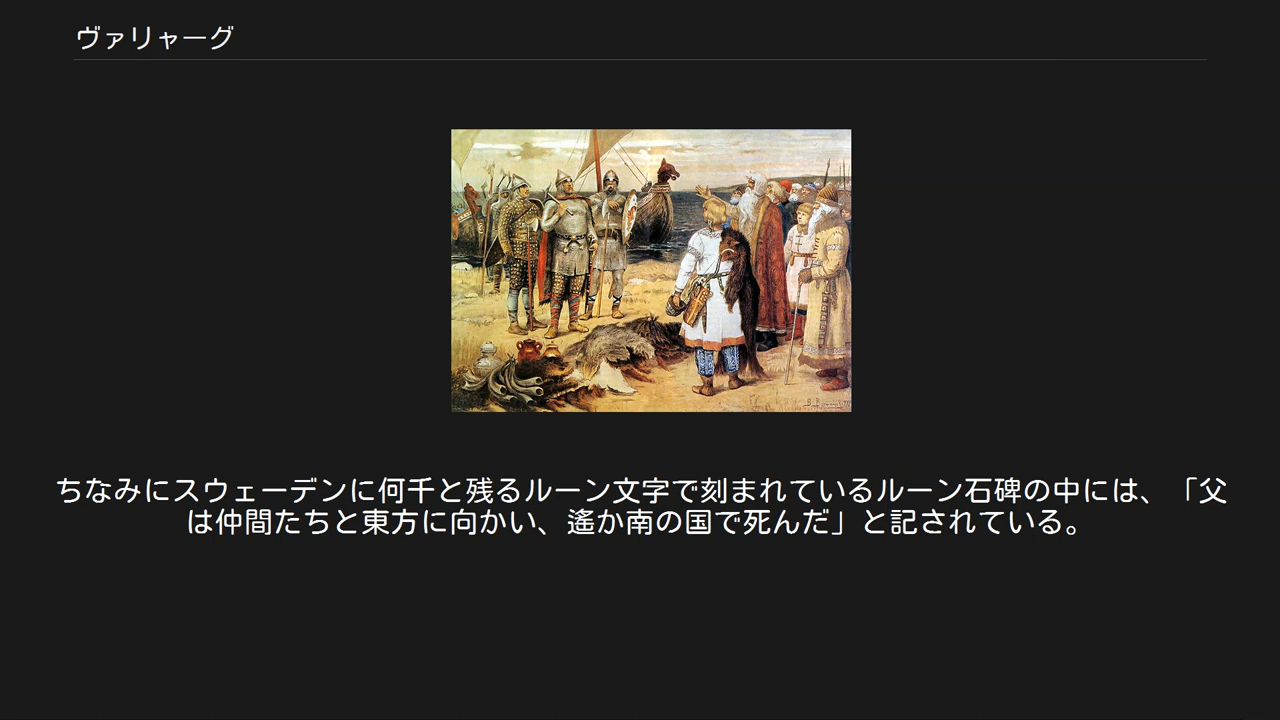 ヴァリャーグ
ちなみにスウェーデンに何千と残るルーン文字で刻まれているルーン石碑の中には、「父
は仲間たちと東方に向かい、遙か南の国で死んだ」と記されている。